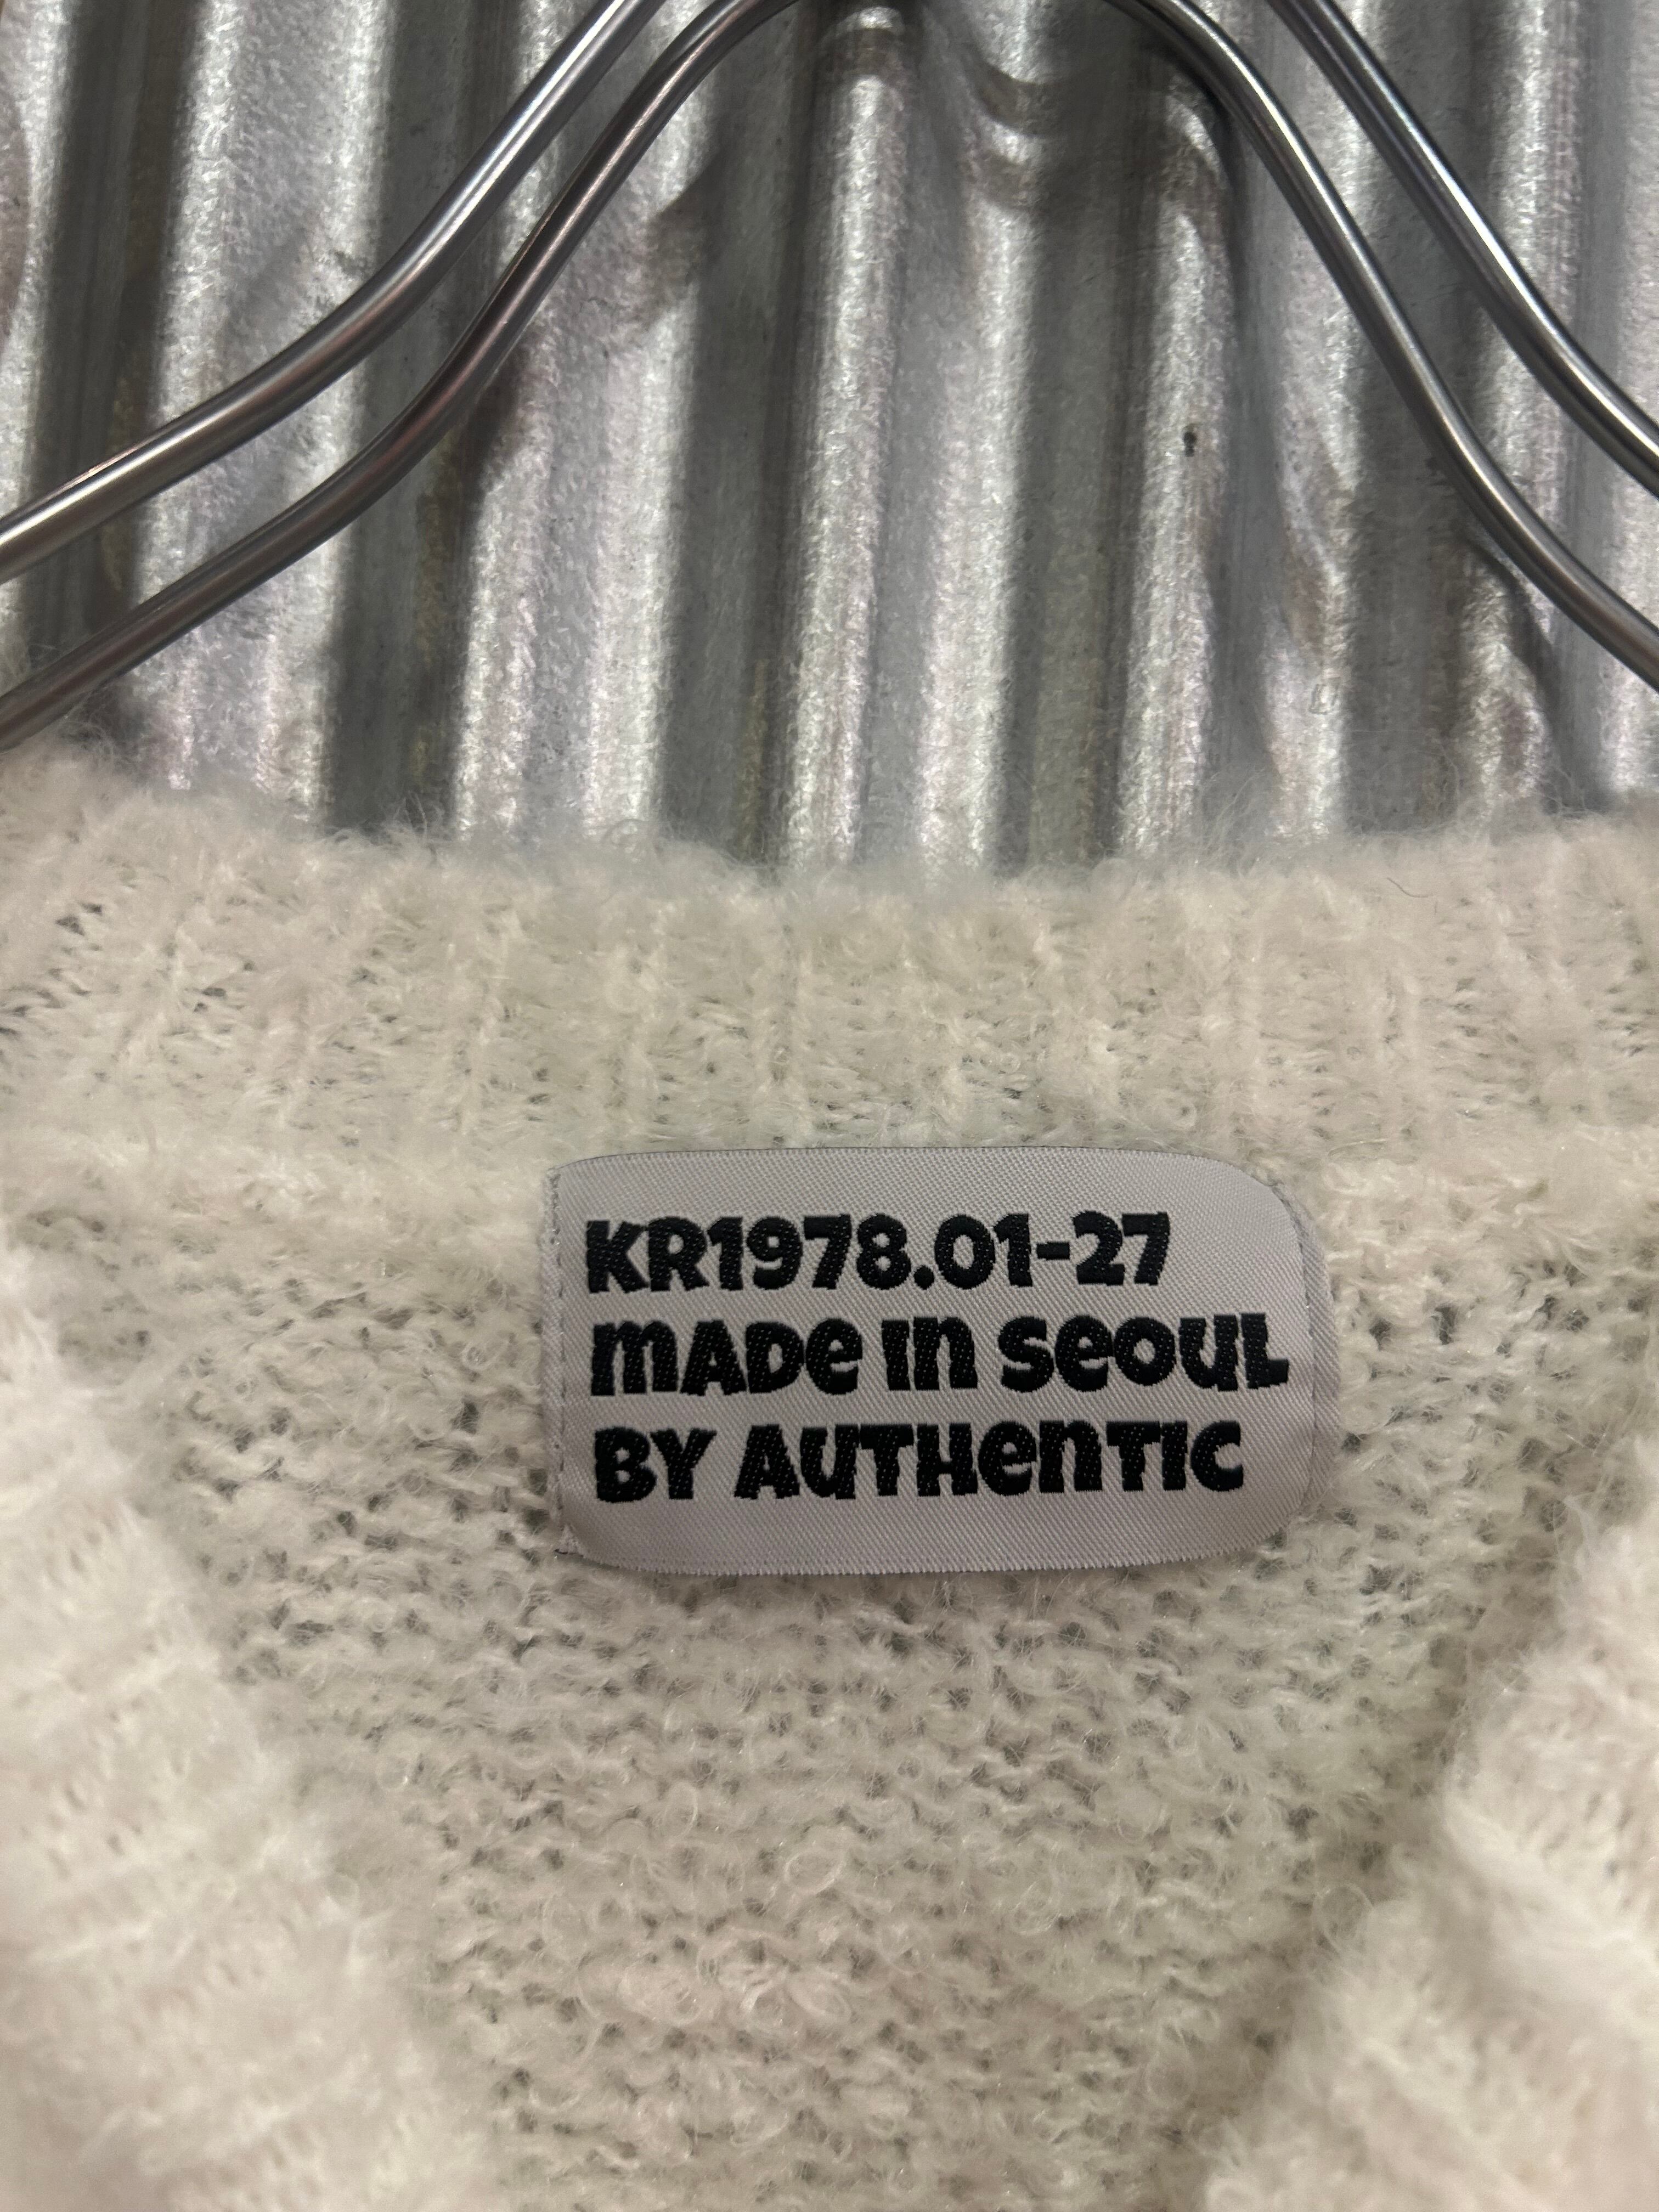 KR1978.01-27
MADE IN SEOUL
BY AUTHENTIC